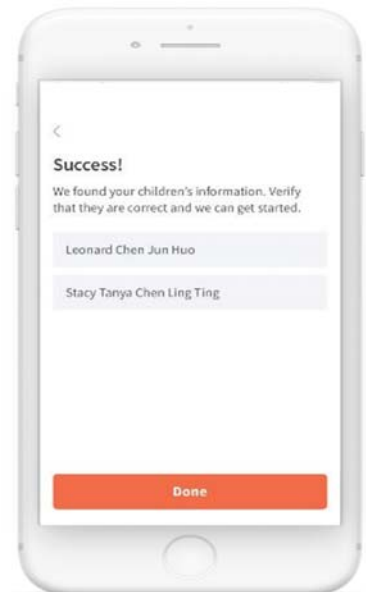 Success!
We found your children's information. Verify
that they are correct and we can get started.
Leonard Chen Jun Huo
Stacy Tanya Chen Ling Ting
Done